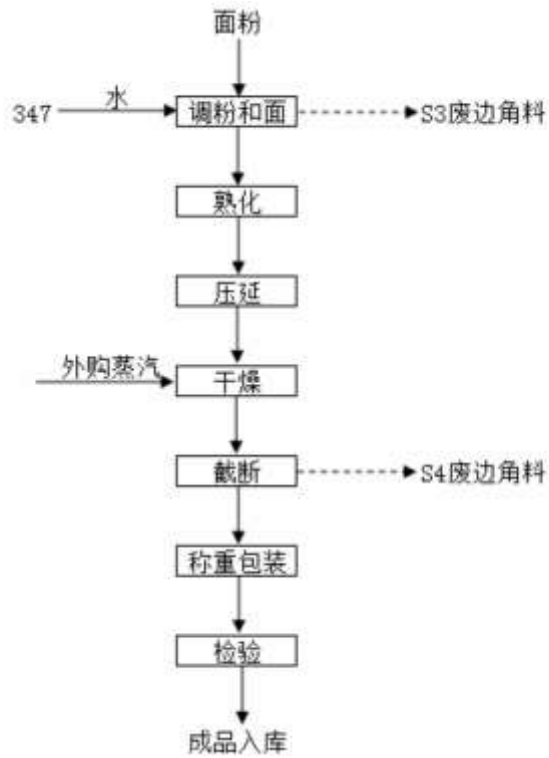 面粉
水
347
调粉和面
S3废边角料
熟化
压延
外购蒸汽
干燥
截断
S4废边角料
称重包装
检验
成品入库